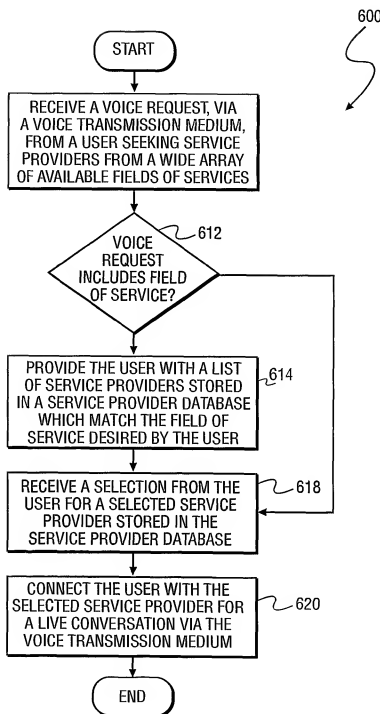 600
START
RECEIVE A VOICE REQUEST, VIA
A VOICE TRANSMISSION MEDIUM,
FROM A USER SEEKING SERVICE
PROVIDERS FROM A WIDE ARRAY
OF AVAILABLE FIELDS OF SERVICES
612
VOICE
REQUEST
INCLUDES FIELD
OF SERVICE?
PROVIDE THE USER WITH A LIST
OF SERVICE PROVIDERS STORED
IN A SERVICE PROVIDER DATABASE
WHICH MATCH THE FIELD OF
SERVICE DESIRED BY THE USER
614
RECEIVE A SELECTION FROM THE
USER FOR A SELECTED SERVICE
PROVIDER STORED IN THE
SERVICE PROVIDER DATABASE
618
CONNECT THE USER WITH THE
SELECTED SERVICE PROVIDER FOR
A LIVE CONVERSATION VIA THE
VOICE TRANSMISSION MEDIUM
620
END